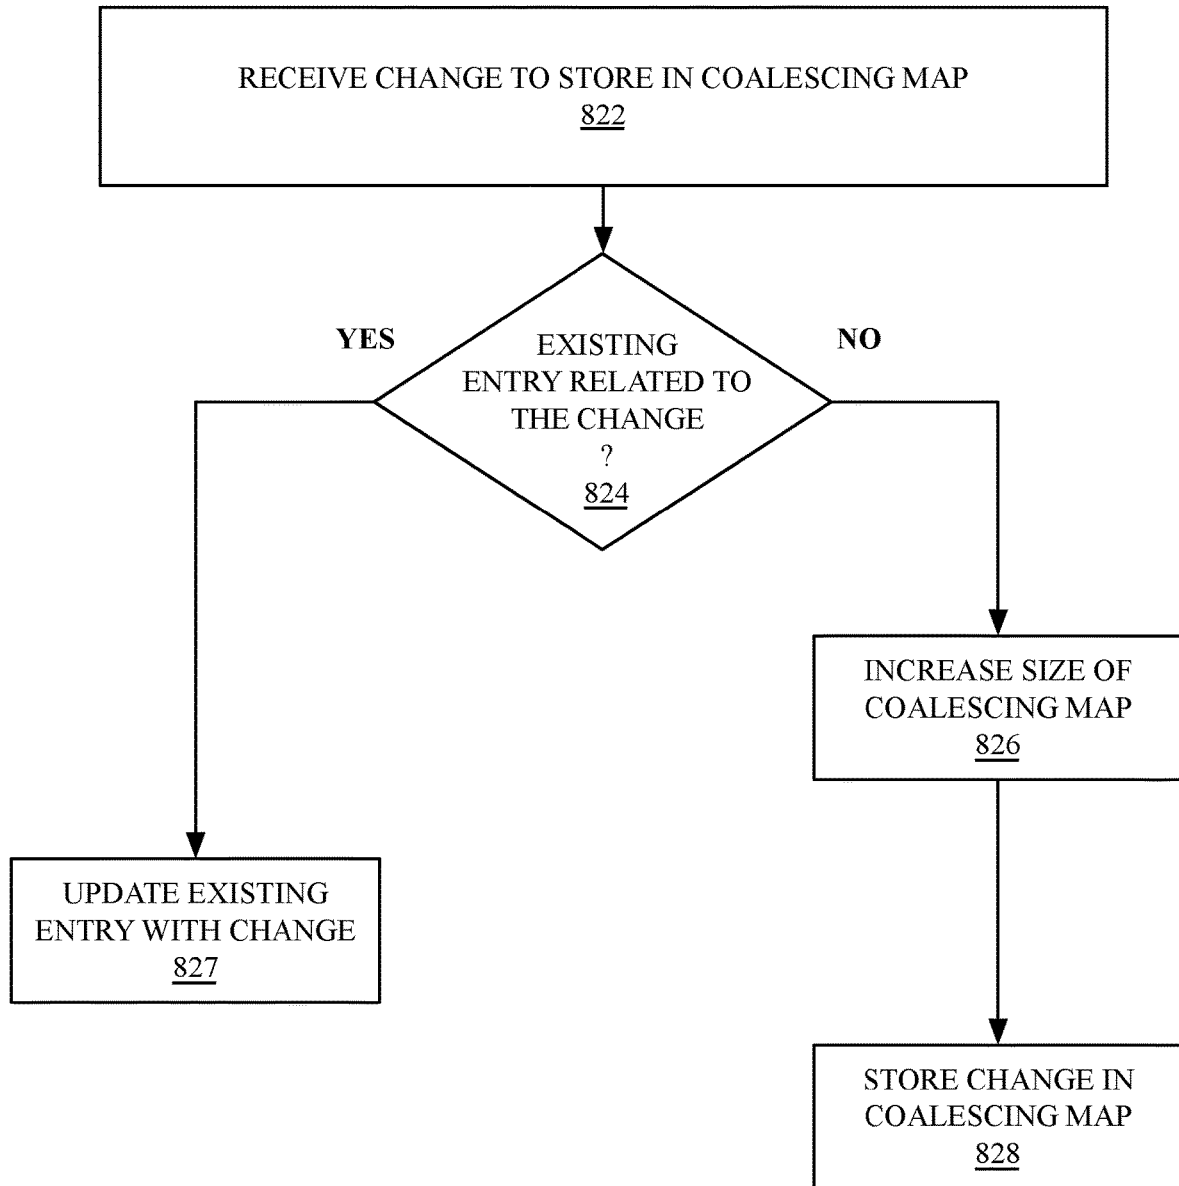 RECEIVE CHANGE TO STORE IN COALESCING MAP
822
YES
NO
EXISTING
ENTRY RELATED TO
THE CHANGE
?
824
INCREASE SIZE OF
COALESCING MAP
826
UPDATE EXISTING
ENTRY WITH CHANGE
827
STORE CHANGE IN
COALESCING MAP
828